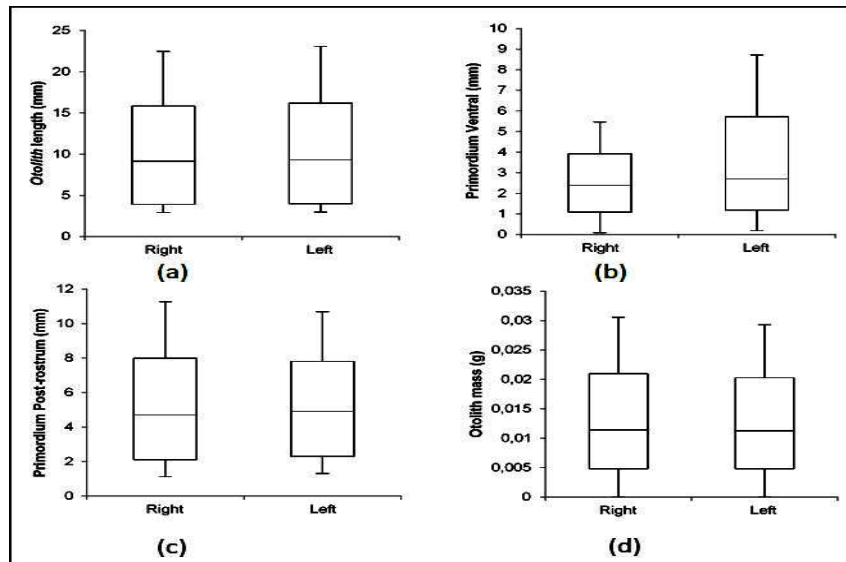 Otolith length (mm)
25
20
15
10
5
0
Right Left
(a)
Primordium Ventral (mm)
10
9
8
7
6
5
4
3
2
1
0
Right Left
(b)
Primordium Post-rostrum (mm)
12
10
8
6
4
2
0
Right Left
(c)
Otolith mass (g)
0,035
0,03
0,025
0,02
0,015
0,01
0,005
0
Right Left
(d)